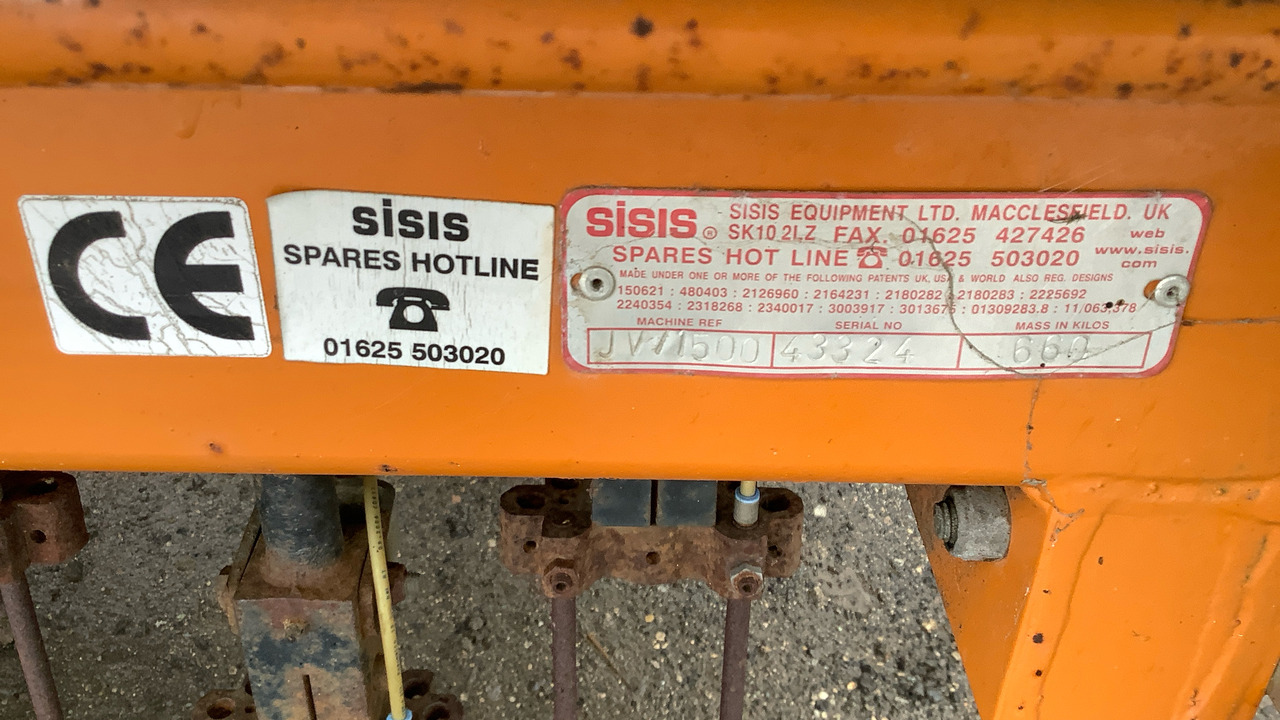 CE
SISIS
SPARES HOTLINE
01625 503020
SISIS ® SISIS EQUIPMENT LTD. MACCLESFIELD. UK
SK10 2LZ FAX 01625 427426 web
SPARES HOT LINE ☎ 01625 503020 www.sisis.
com
MADE UNDER ONE OR MORE OF THE FOLLOWING PATENTS UK, USA & WORLD ALSO REG. DESIGNS
150621 : 480403 : 2126960 : 2164231 : 2180282 : 2180283 : 2225692
2240354 : 2318268 : 2340017 : 3003917 : 3013675 : 01309283.8 : 11/063,378
MACHINE REF SERIAL NO MASS IN KILOS
43324 660